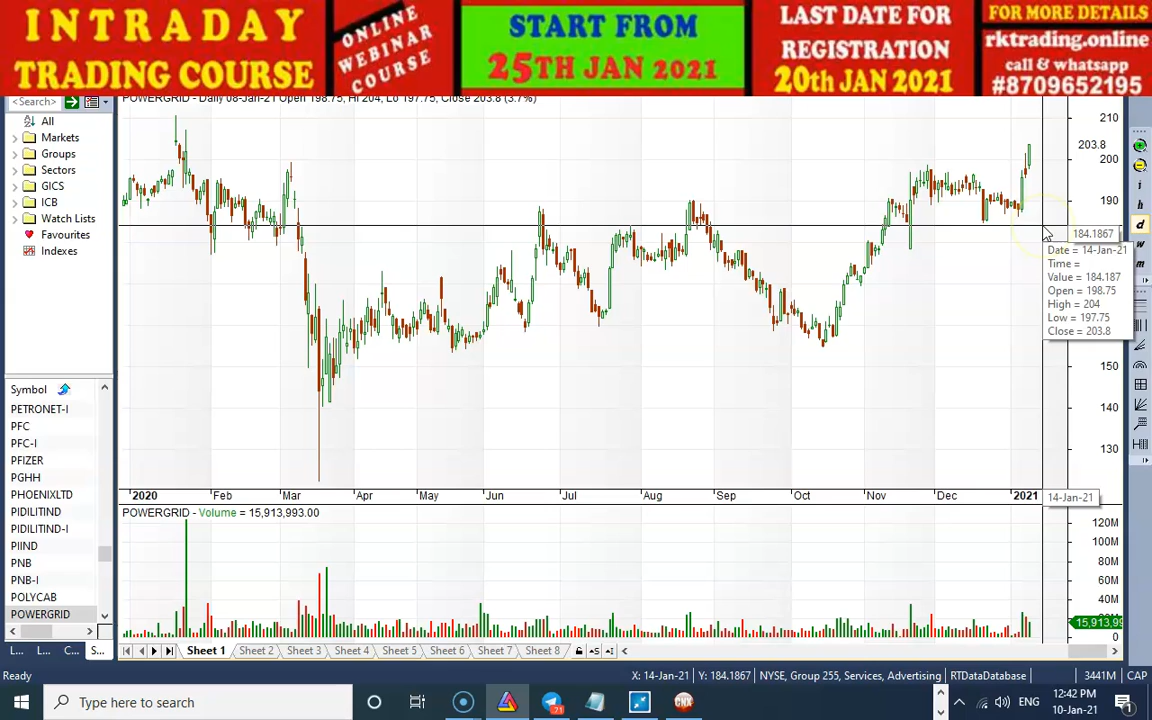 INTRADAY
TRADING COURSE
ONLINE
WEBINAR
COURSE
START FROM
25TH JAN 2021
LAST DATE FOR
REGISTRATION
20th JAN 2021
FOR MORE DETAILS
rktrading.online
call & whatsapp
#8709652195
<Search>
POWERGRID - Daily 08-Jan-21 Open 198.75, Hi 204, Lo 197.75, Close 203.8 (3.7%)
All
Markets
Groups
Sectors
GICS
ICB
Watch Lists
Favourites
Indexes
Symbol
PETRONET-I
PFC
PFC-I
PFIZER
PGHH
PHOENIXLTD
PIDILITIND
PIDILITIND-I
PIIND
PNB
PNB-I
POLYCAB
POWERGRID
L...
C...
S...
210
203.8
200
190
184.1867
Date = 14-Jan-21
Time =
Value = 184.187
Open = 198.75
High = 204
Low = 197.75
Close = 203.8
150
140
130
i
h
d
w
m
2020 Feb Mar Apr May Jun Jul Aug Sep Oct Nov Dec 2021 14-Jan-21
POWERGRID - Volume = 15,913,993.00
120M
100M
80M
60M
40M
15,913,99
0
Sheet 1 Sheet 2 Sheet 3 Sheet 4 Sheet 5 Sheet 6 Sheet 7 Sheet 8
Ready
X: 14-Jan-21 Y: 184.1867 NYSE, Group 255, Services, Advertising RTDataDatabase 3441M CAP
Type here to search
71
CNX
ENG
12:42 PM
10-Jan-21
1